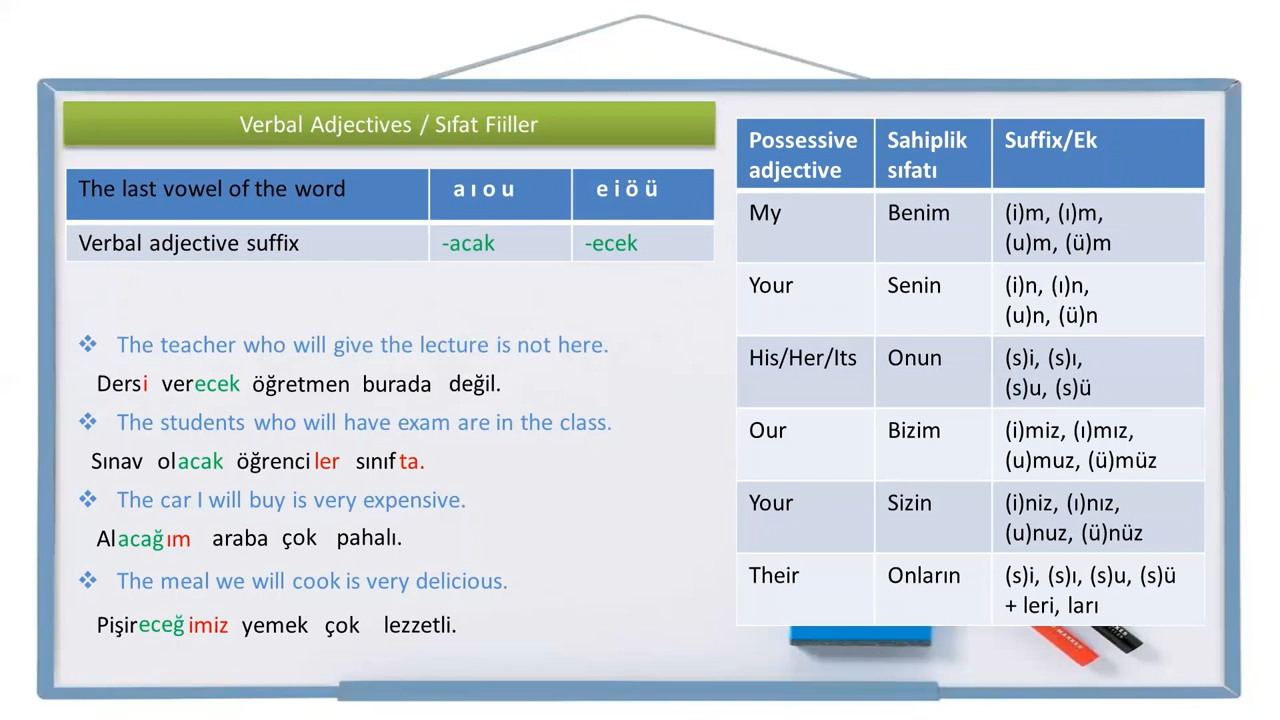 Verbal Adjectives / Sıfat Fiiller
The last vowel of the word a ı o u e i ö ü
Verbal adjective suffix -acak -ecek
❖ The teacher who will give the lecture is not here.
Dersi verecek öğretmen burada değil.
❖ The students who will have exam are in the class.
Sınav olacak öğrenciler sınıfta.
❖ The car I will buy is very expensive.
Alacağım araba çok pahalı.
❖ The meal we will cook is very delicious.
Pişireceğimiz yemek çok lezzetli.
Possessive Sahiplik Suffix/Ek
adjective sıfatı
My Benim (i)m, (ı)m,
(u)m, (ü)m
Your Senin (i)n, (ı)n,
(u)n, (ü)n
His/Her/Its Onun (s)i, (s)ı,
(s)u, (s)ü
Our Bizim (i)miz, (ı)mız,
(u)muz, (ü)müz
Your Sizin (i)niz, (ı)nız,
(u)nuz, (ü)nüz
Their Onların (s)i, (s)ı, (s)u, (s)ü
+ leri, ları